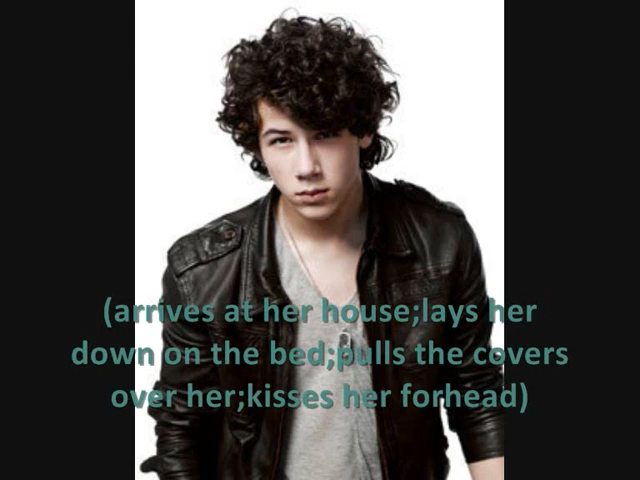 (arrives at her house;lays her
down on the bed;pulls the covers
over her;kisses her forhead)